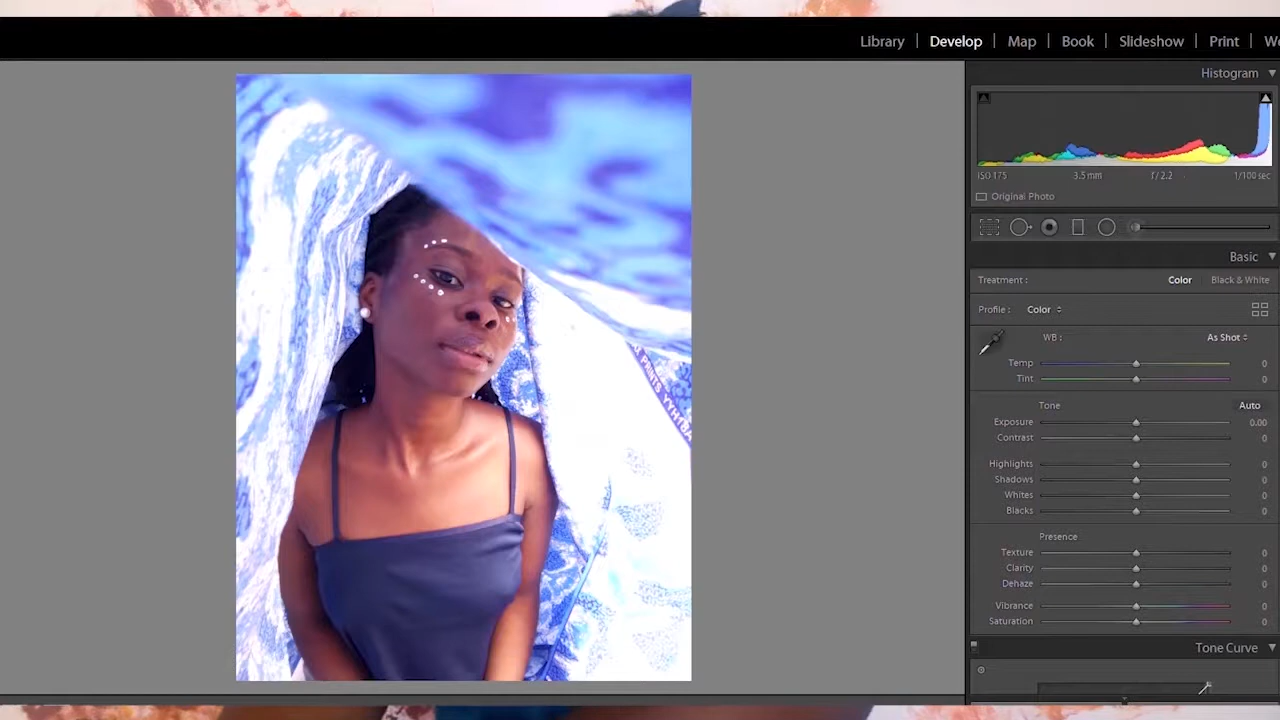 Library | Develop | Map | Book | Slideshow | Print |
Histogram
ISO 175 3.5 mm f / 2.2 1/100 sec
Original Photo
Basic
Treatment : Color Black & White
Profile : Color
WB : As Shot
Temp 0
Tint 0
Tone Auto
Exposure 0.00
Contrast 0
Highlights 0
Shadows 0
Whites 0
Blacks 0
Presence
Texture 0
Clarity 0
Dehaze 0
Vibrance 0
Saturation 0
Tone Curve
PRINTS